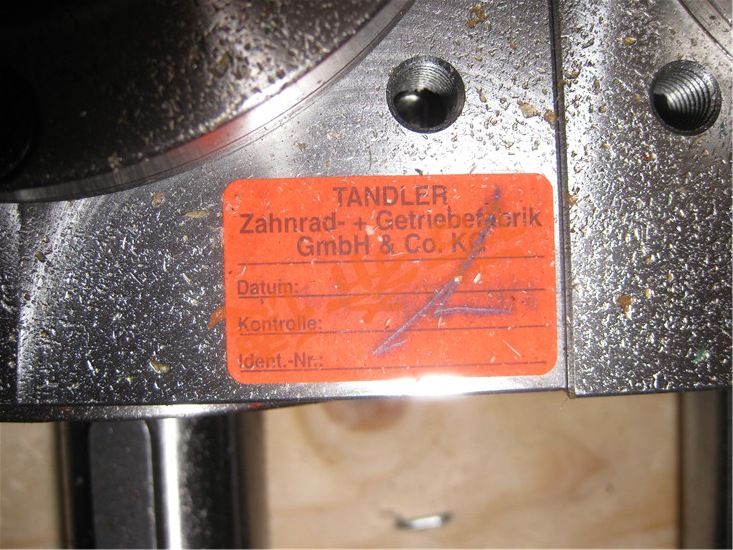 TANDLER
Zahnrad- + Getriebefabrik
GmbH & Co. KG
Datum:
Kontrolle:
Ident.-Nr.: